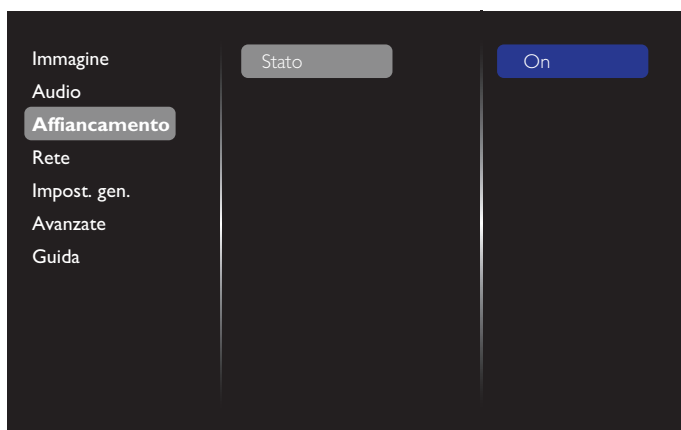 Immagine
Audio
Affiancamento
Rete
Impost. gen.
Avanzate
Guida
Stato
On